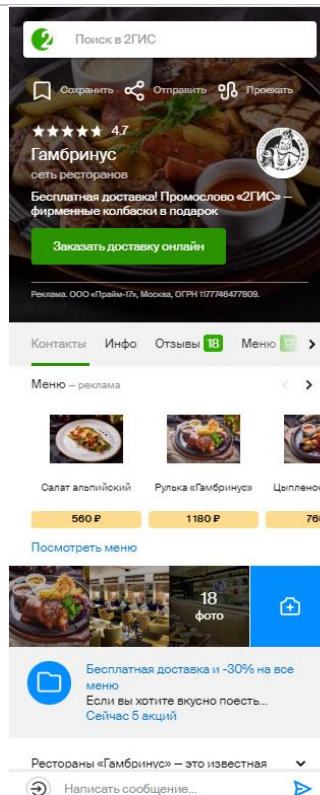 Поиск в 2ГИС
Сохранить Отправить Проехать
4.7
Гамбринус
сеть ресторанов
Бесплатная доставка! Промослово «2ГИС» –
фирменные колбаски в подарок
Заказать доставку онлайн
Реклама. ООО «Прайм-17», Москва, ОГРН 1177746477809.
Контакты Инфо Отзывы 18 Меню
Меню – реклама
Салат альпийский Рулька «Гамбринус» Цыпленок
560 ₽ 1180 ₽ 760
Посмотреть меню
18
фото
Бесплатная доставка и -30% на все
меню
Если вы хотите вкусно поесть...
Сейчас 5 акций
Рестораны «Гамбринус» – это известная
Написать сообщение...